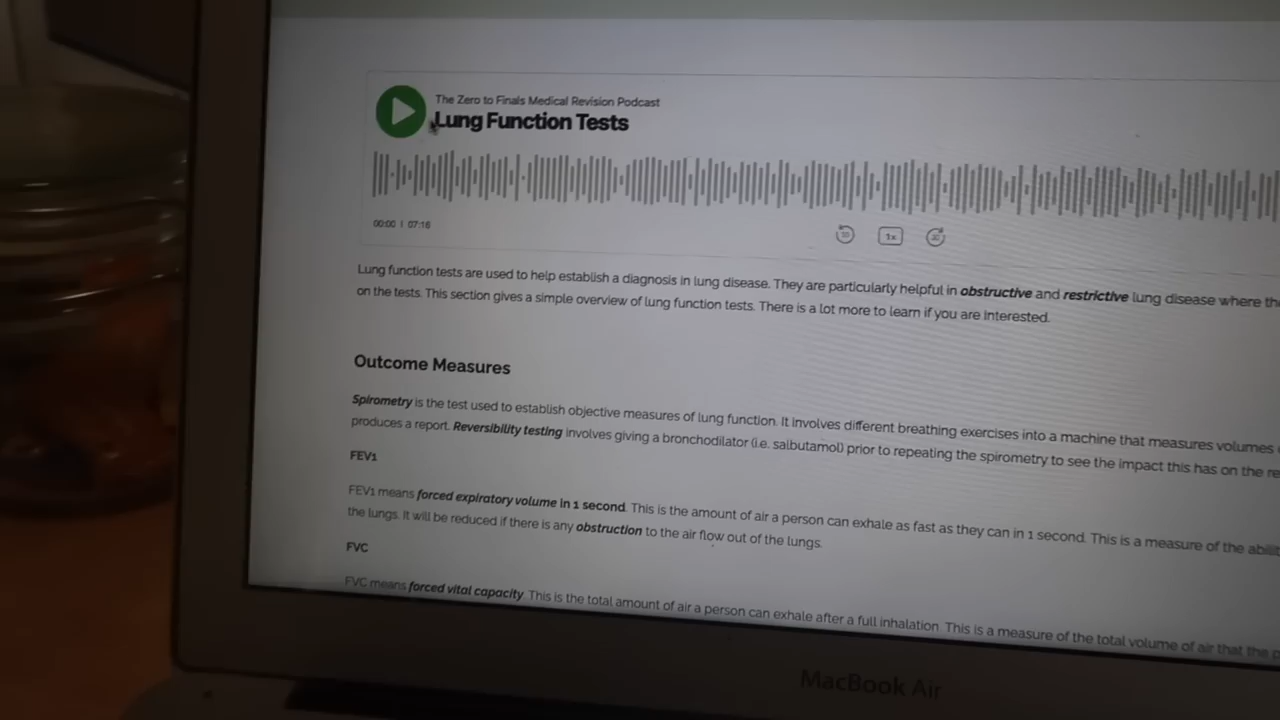 The Zero to Finals Medical Revision Podcast
Lung Function Tests
00:00 | 07:16
1x
Lung function tests are used to help establish a diagnosis in lung disease. They are particularly helpful in obstructive and restrictive lung disease where
on the tests. This section gives a simple overview of lung function tests. There is a lot more to learn if you are interested.
Outcome Measures
Spirometry is the test used to establish objective measures of lung function. It involves different breathing exercises into a machine that measures volumes
produces a report. Reversibility testing involves giving a bronchodilator (i.e. salbutamol) prior to repeating the spirometry to see the impact this has on the
FEV1
FEV1 means forced expiratory volume in 1 second. This is the amount of air a person can exhale as fast as they can in 1 second. This is a measure of the
the lungs. It will be reduced if there is any obstruction to the air flow out of the lungs.
FVC
FVC means forced vital capacity. This is the total amount of air a person can exhale after a full inhalation. This is a measure of the total volume of air that the
MacBook Air